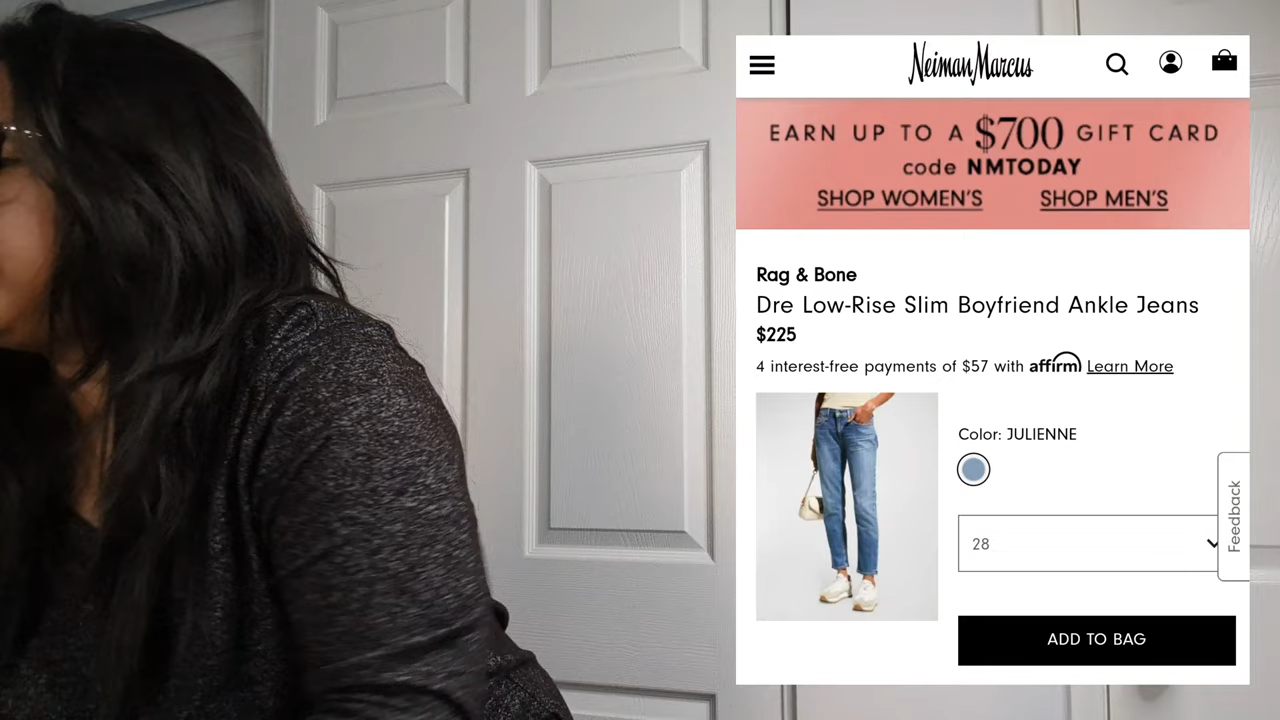 Neiman Marcus
EARN UP TO A $700 GIFT CARD
code NMTODAY
SHOP WOMEN'S SHOP MEN'S
Rag & Bone
Dre Low-Rise Slim Boyfriend Ankle Jeans
$225
4 interest-free payments of $57 with affirm Learn More
Color: JULIENNE
28
Feedback
ADD TO BAG